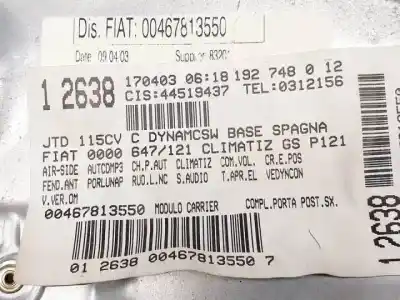 Dis. FIAT: 00467813550
Date 09.04.03 Supplier 8320
1 2638
170403 06:18 192 748 0 12
CIS:44519437 TEL:0312156
JTD 115CV C DYNAMCSW BASE SPAGNA
FIAT 0000 647/121 CLIMATIZ GS P121
AIR-SIDE AUTCOMP3 CH.P.AUT CLIMATIZ COM.VOL. CR.E.POS
FEND.ANT PORLUNAP RUO.L.NC S.AUDIO T.APR.EL VEDYNCON
V.VER.OM
00467813550 MODULO CARRIER COMPL.PORTA POST.SX.
01 2638 00467813550 7
1 2638